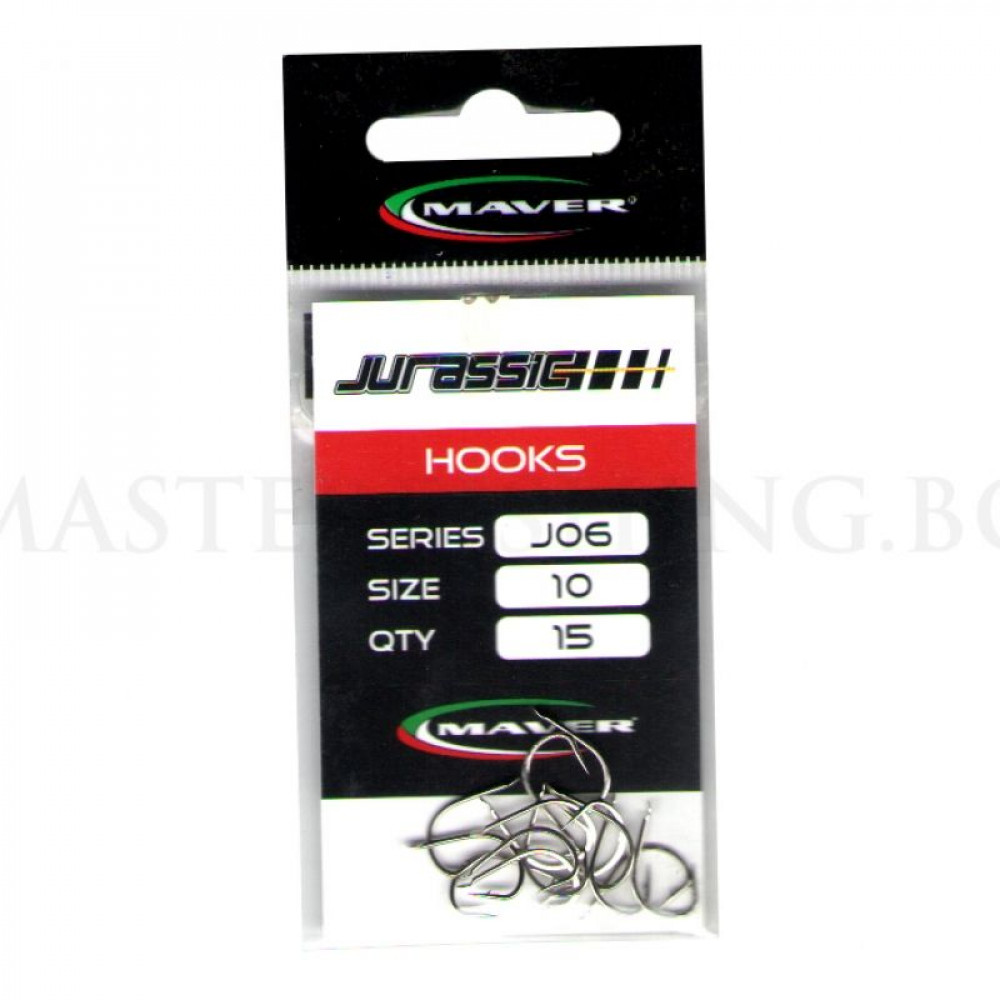 MAVER®
JURASSIC
HOOKS
SERIES J06
SIZE 10
QTY 15
MAVER®